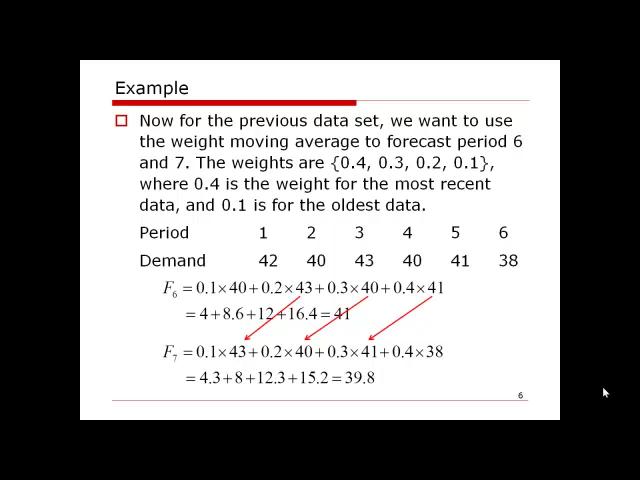 Example
Now for the previous data set, we want to use
the weight moving average to forecast period 6
and 7. The weights are {0.4, 0.3, 0.2, 0.1},
where 0.4 is the weight for the most recent
data, and 0.1 is for the oldest data.
Period 1 2 3 4 5 6
Demand 42 40 43 40 41 38
F₆ = 0.1×40+0.2×43+0.3×40+0.4×41
= 4+8.6+12+16.4 = 41
F₇ = 0.1×43+0.2×40+0.3×41+0.4×38
= 4.3+8+12.3+15.2 = 39.8
6